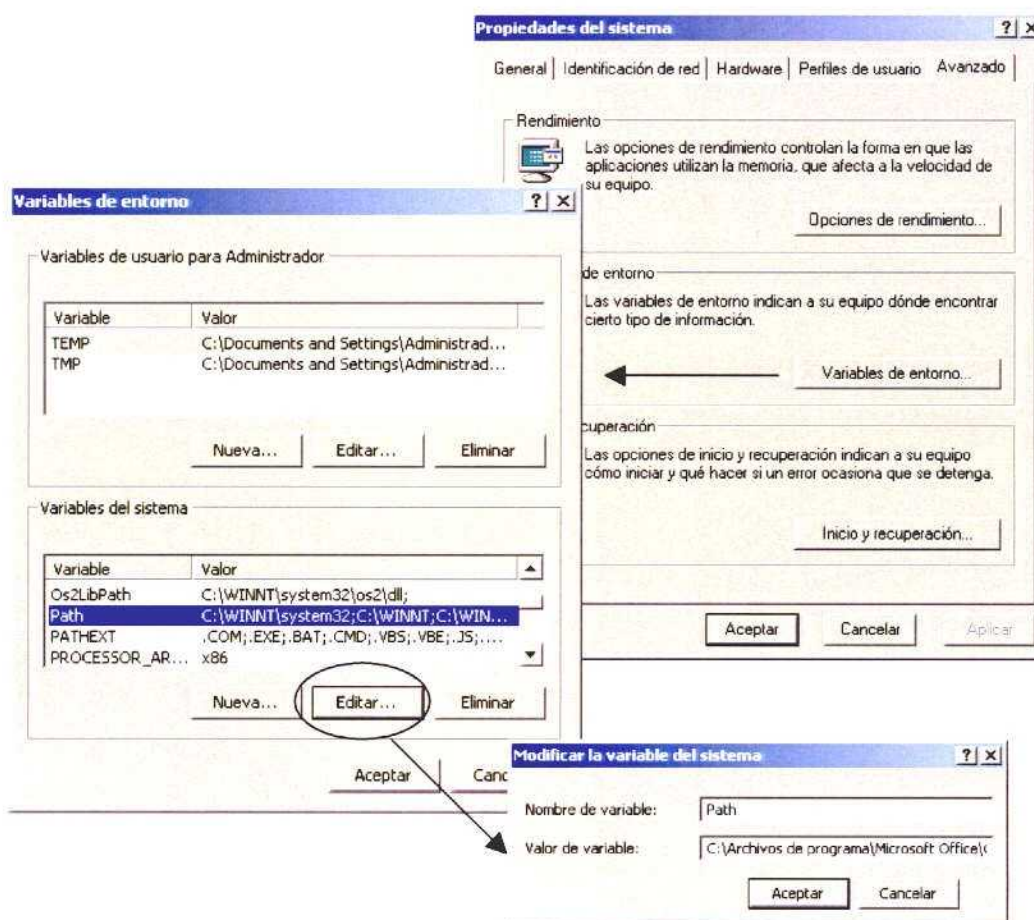 Propiedades del sistema
General
Identificación de red
Hardware
Perfiles de usuario
Avanzado
Rendimiento
Las opciones de rendimiento controlan la forma en que las
aplicaciones utilizan la memoria, que afecta a la velocidad de
su equipo.
Opciones de rendimiento...
de entorno
Las variables de entorno indican a su equipo dónde encontrar
cierto tipo de información.
Variables de entorno...
cuperación
Las opciones de inicio y recuperación indican a su equipo
cómo iniciar y qué hacer si un error ocasiona que se detenga.
Inicio y recuperación...
Aceptar
Cancelar
Aplicar
Variables de entorno
Variables de usuario para Administrador
Variable Valor
TEMP C:\Documents and Settings\Administrad...
TMP C:\Documents and Settings\Administrad...
Nueva...
Editar...
Eliminar
Variables del sistema
Variable Valor
Os2LibPath C:\WINNT\system32\os2\dll;
Path C:\WINNT\system32;C:\WINNT;C:\WIN...
PATHEXT .COM;.EXE;.BAT;.CMD;.VBS;.VBE;.JS;....
PROCESSOR_AR... x86
Nueva...
Editar...
Eliminar
Aceptar
Canc
Modificar la variable del sistema
Nombre de variable: Path
Valor de variable: C:\Archivos de programa\Microsoft Office\
Aceptar
Cancelar